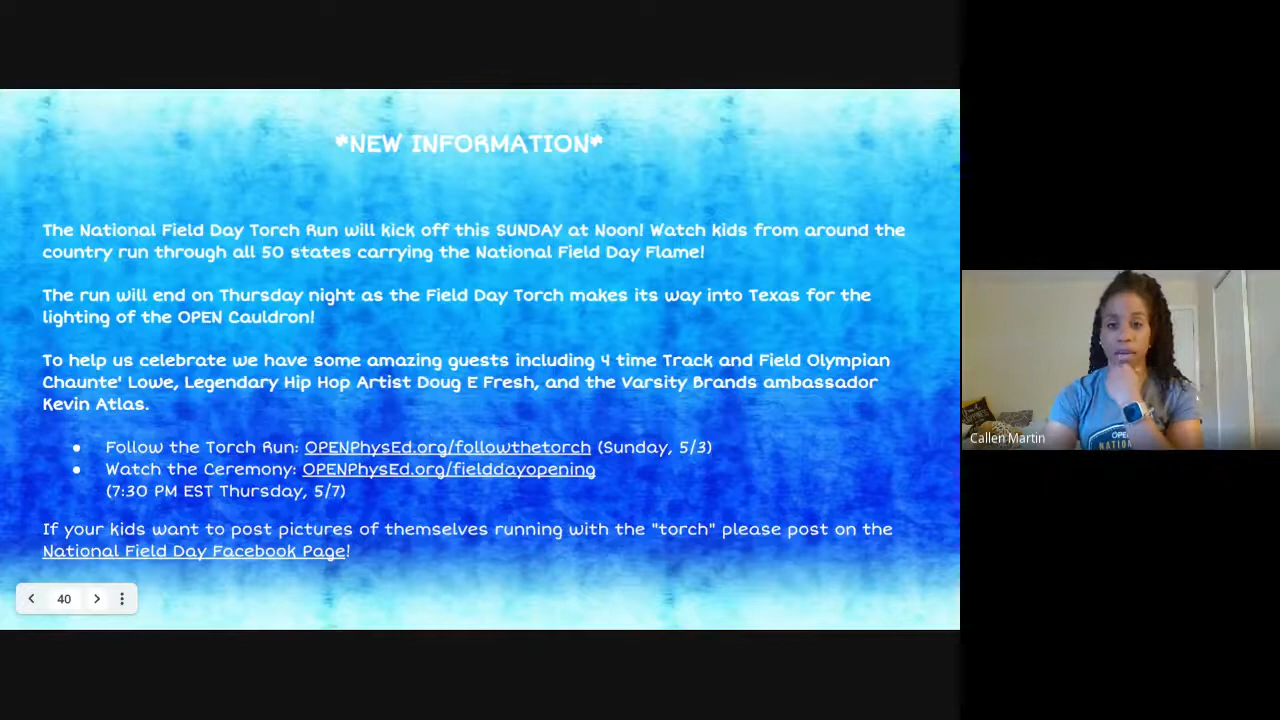 *NEW INFORMATION*
The National Field Day Torch Run will kick off this SUNDAY at Noon! Watch kids from around the
country run through all 50 states carrying the National Field Day Flame!
The run will end on Thursday night as the Field Day Torch makes its way into Texas for the
lighting of the OPEN Cauldron!
To help us celebrate we have some amazing guests including 4 time Track and Field Olympian
Chaunte' Lowe, Legendary Hip Hop Artist Doug E Fresh, and the Varsity Brands ambassador
Kevin Atlas.
● Follow the Torch Run: OPENPhysEd.org/followthetorch (Sunday, 5/3)
● Watch the Ceremony: OPENPhysEd.org/fielddayopening
(7:30 PM EST Thursday, 5/7)
If your kids want to post pictures of themselves running with the "torch" please post on the
National Field Day Facebook Page!
40
Callen Martin